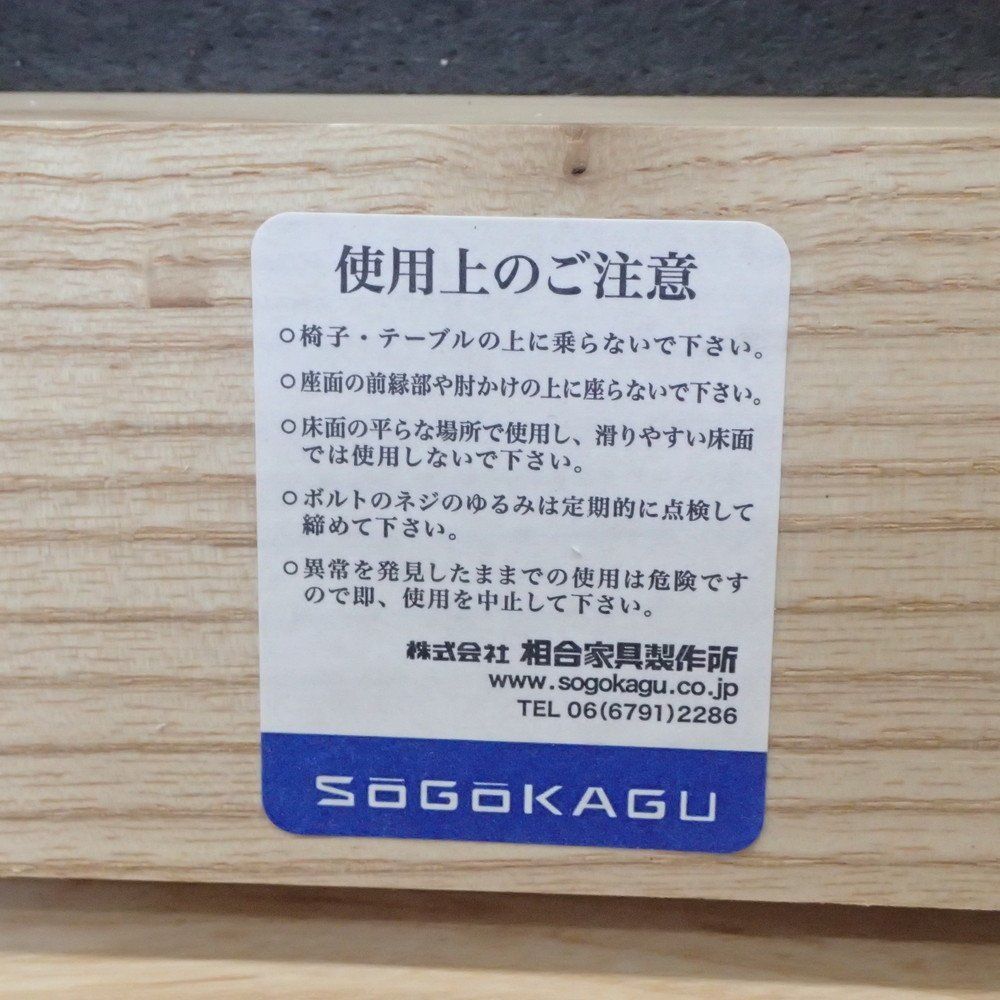 使用上のご注意
○椅子・テーブルの上に乗らないで下さい。
○座面の前縁部や肘かけの上に座らないで下さい。
○床面の平らな場所で使用し、滑りやすい床面
では使用しないで下さい。
○ボルトのネジのゆるみは定期的に点検して
締めて下さい。
○異常を発見したままでの使用は危険です
ので即、使用を中止して下さい。
株式会社 相合家具製作所
www.sogokagu.co.jp
TEL 06(6791)2286
SōGōKAGU